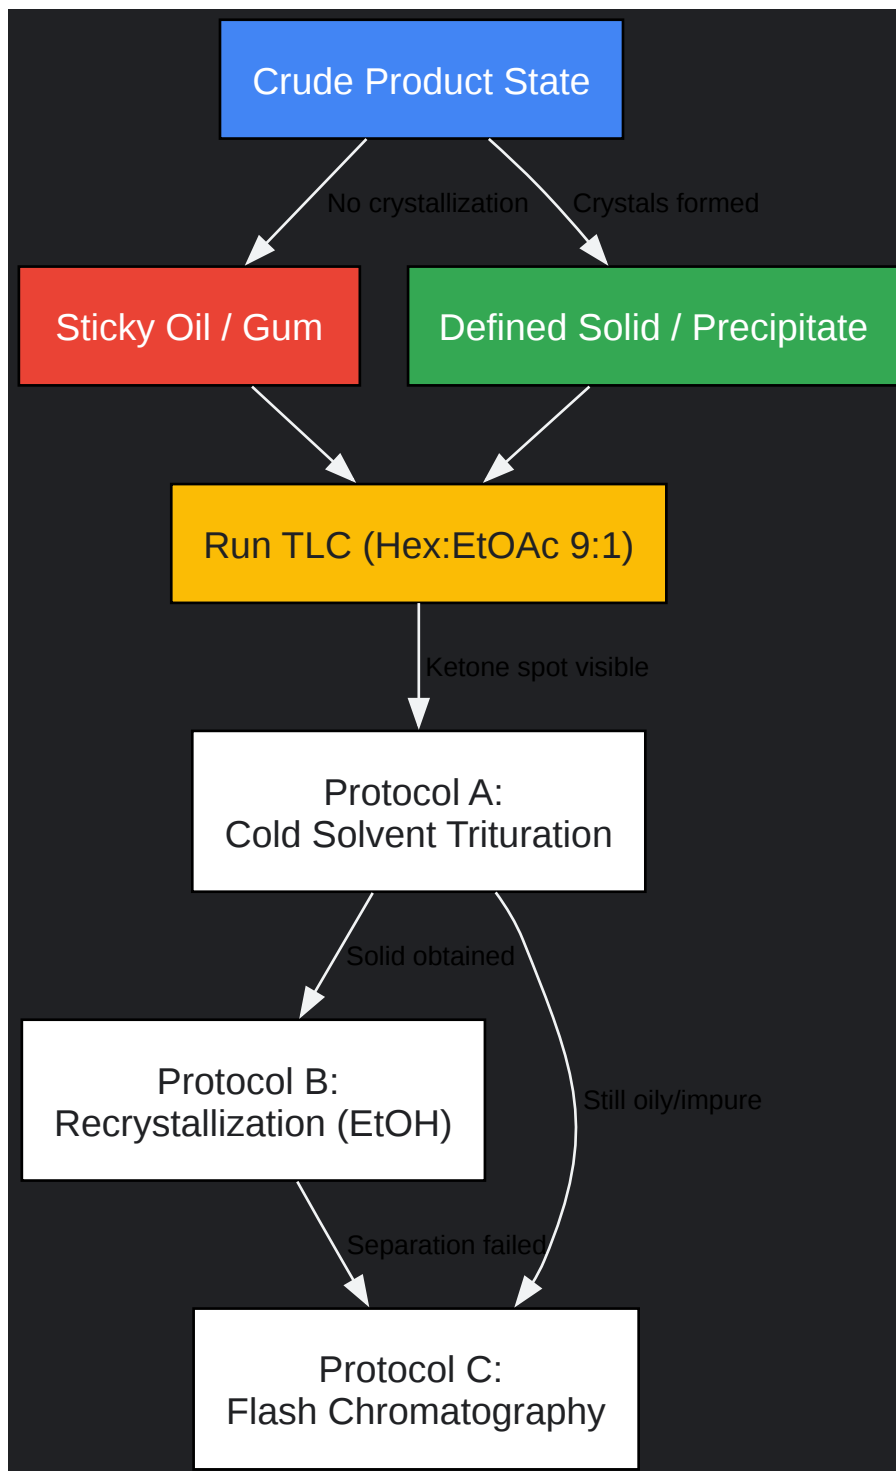 Crude Product State
No crystallization
Crystals formed
Sticky Oil / Gum
Defined Solid / Precipitate
Run TLC (Hex:EtOAc 9:1)
Ketone spot visible
Protocol A:
Cold Solvent Trituration
Solid obtained
Protocol B:
Recrystallization (EtOH)
Still oily/impure
Separation failed
Protocol C:
Flash Chromatography